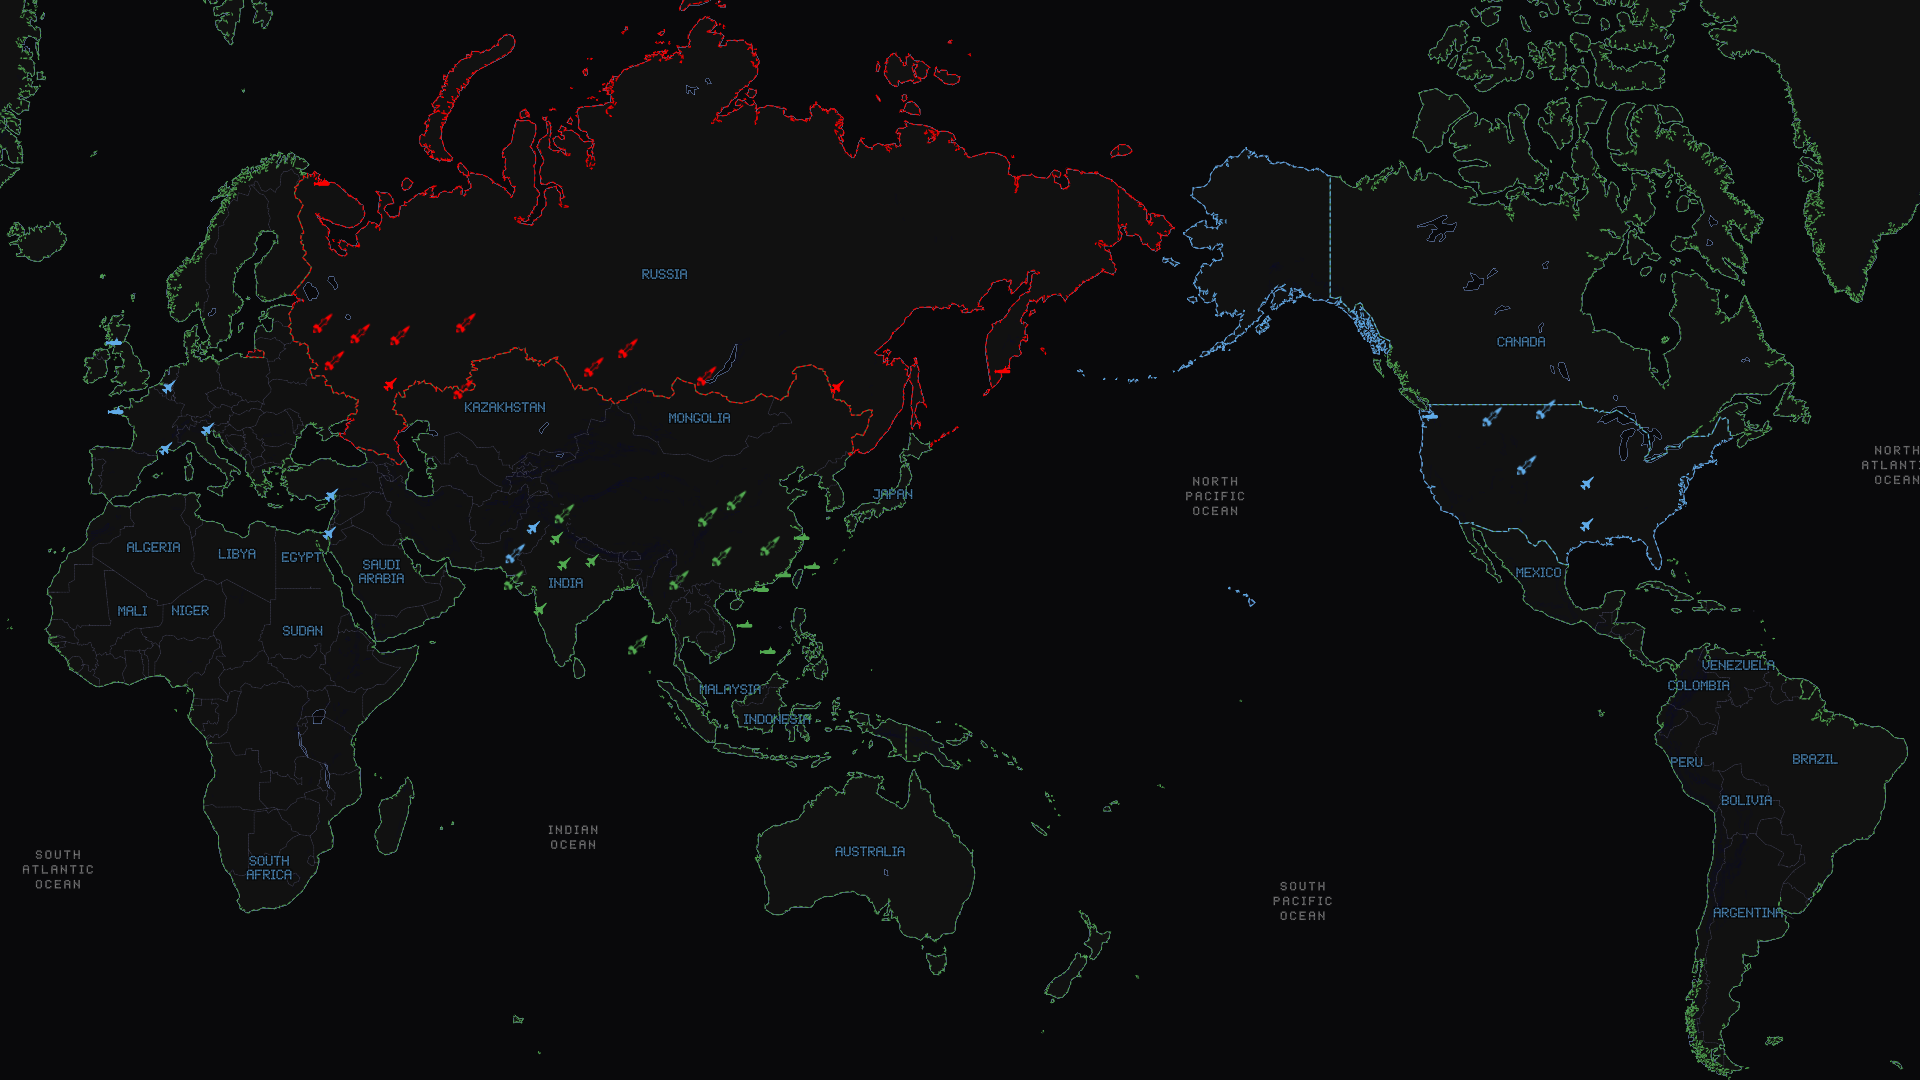 RUSSIA
CANADA
KAZAKHSTAN
MONGOLIA
NORTH
ATLANTI
OCEAN
NORTH
PACIFIC
OCEAN
JAPAN
ALGERIA
LIBYA
EGYPT
SAUDI
ARABIA
INDIA
MEXICO
MALI
NIGER
SUDAN
VENEZUELA
COLOMBIA
MALAYSIA
INDONESIA
PERU
BRAZIL
BOLIVIA
INDIAN
OCEAN
AUSTRALIA
SOUTH
ATLANTIC
OCEAN
SOUTH
AFRICA
SOUTH
PACIFIC
OCEAN
ARGENTINA